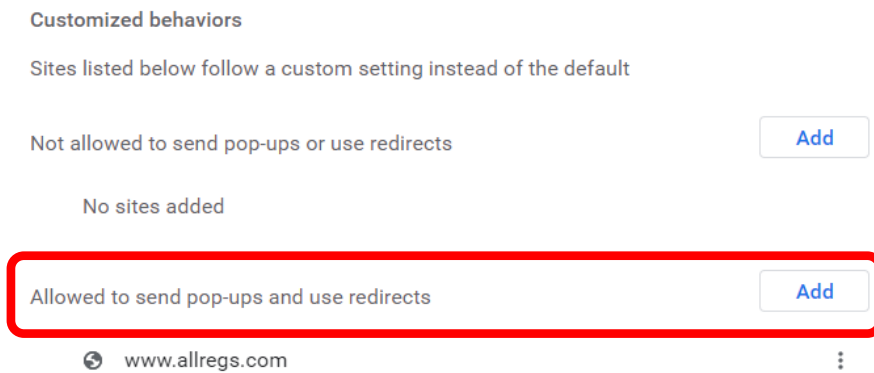 Customized behaviors
Sites listed below follow a custom setting instead of the default
Not allowed to send pop-ups or use redirects
Add
No sites added
Allowed to send pop-ups and use redirects
Add
www.allregs.com